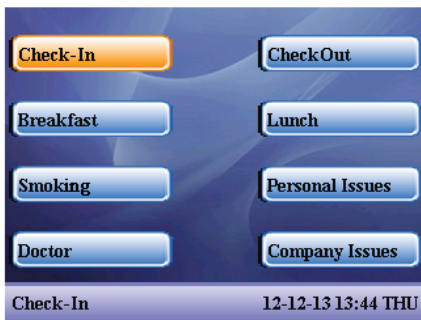 Check-In
CheckOut
Breakfast
Lunch
Smoking
Personal Issues
Doctor
Company Issues
Check-In 12-12-13 13:44 THU